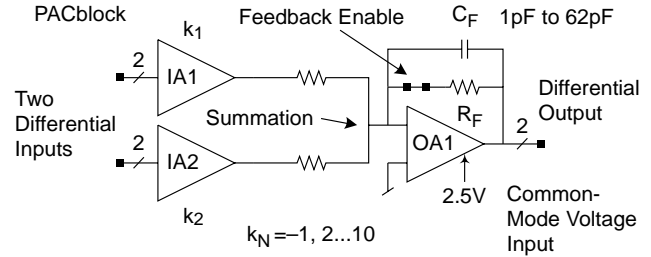 PACblock
Feedback Enable
CF 1pF to 62pF
k1
2
IA1
Two
Differential
Inputs
Summation
RF
OA1
Differential
Output
2
2
IA2
2.5V
k2
Common-
Mode Voltage
Input
kN =–1, 2...10